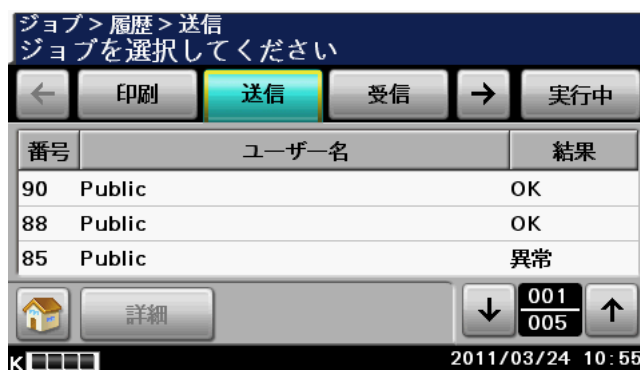 ジョブ > 履歴 > 送信
ジョブを選択してください
← 印刷 送信 受信 → 実行中
番号 ユーザー名 結果
90 Public OK
88 Public OK
85 Public 異常
詳細 ↓ 001 ↑
005
K 2011/03/24 10:55